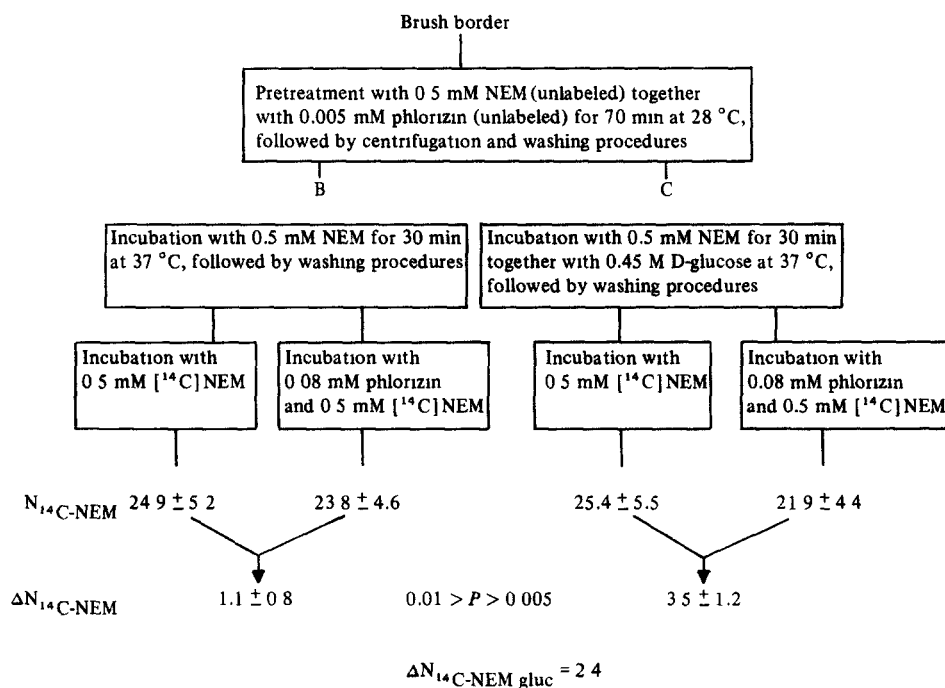 Brush border
Pretreatment with 0 5 mM NEM (unlabeled) together
with 0.005 mM phlorizin (unlabeled) for 70 min at 28 °C,
followed by centrifugation and washing procedures
B
C
Incubation with 0.5 mM NEM for 30 min
at 37 °C, followed by washing procedures
Incubation with 0.5 mM NEM for 30 min
together with 0.45 M D-glucose at 37 °C,
followed by washing procedures
Incubation with
0 5 mM [¹⁴C] NEM
Incubation with
0 08 mM phlorizin
and 0 5 mM [¹⁴C] NEM
Incubation with
0 5 mM [¹⁴C] NEM
Incubation with
0.08 mM phlorizin
and 0.5 mM [¹⁴C] NEM
N₁₄C-NEM 24 9 ± 5 2 23 8 ± 4.6 25.4 ± 5.5 21 9 ± 4 4
ΔN₁₄C-NEM 1.1 ± 0 8 0.01 > P > 0 005 3 5 ± 1.2
ΔN₁₄C-NEM gluc = 2 4